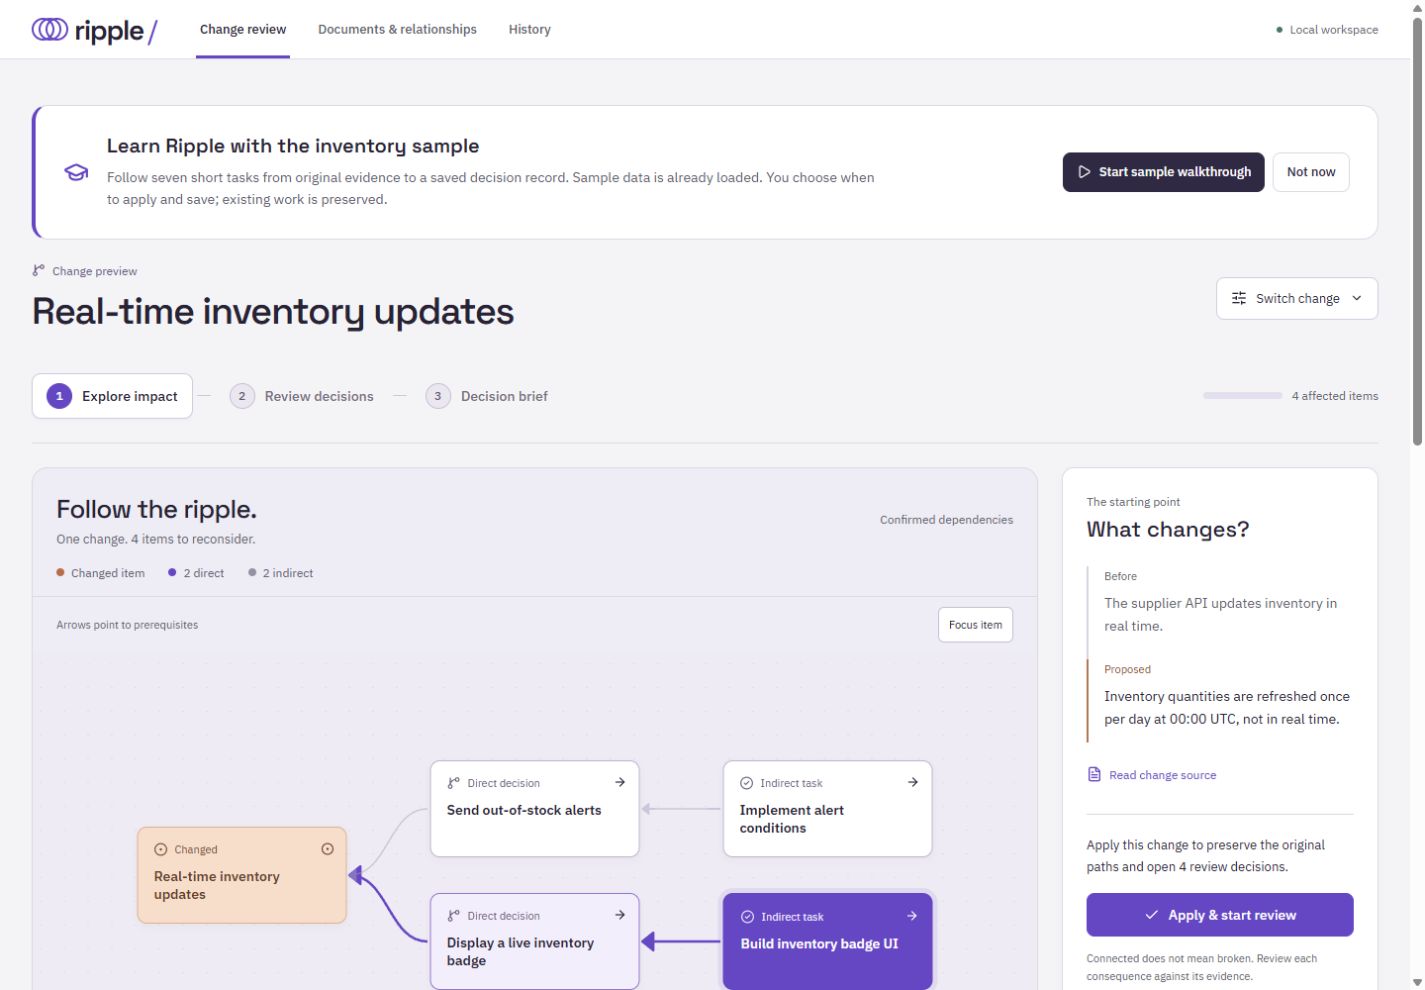 ripple/
Change review
Documents & relationships
History
Local workspace
Learn Ripple with the inventory sample
Follow seven short tasks from original evidence to a saved decision record. Sample data is already loaded. You choose when
to apply and save; existing work is preserved.
Start sample walkthrough
Not now
Change preview
Real-time inventory updates
Switch change
1 Explore impact
2 Review decisions
3 Decision brief
4 affected items
Follow the ripple.
One change. 4 items to reconsider.
Confirmed dependencies
Changed item
2 direct
2 indirect
Arrows point to prerequisites
Focus item
Direct decision
Send out-of-stock alerts
Indirect task
Implement alert
conditions
Changed
Real-time inventory
updates
Direct decision
Display a live inventory
badge
Indirect task
Build inventory badge UI
The starting point
What changes?
Before
The supplier API updates inventory in
real time.
Proposed
Inventory quantities are refreshed once
per day at 00:00 UTC, not in real time.
Read change source
Apply this change to preserve the original
paths and open 4 review decisions.
Apply & start review
Connected does not mean broken. Review each
consequence against its evidence.